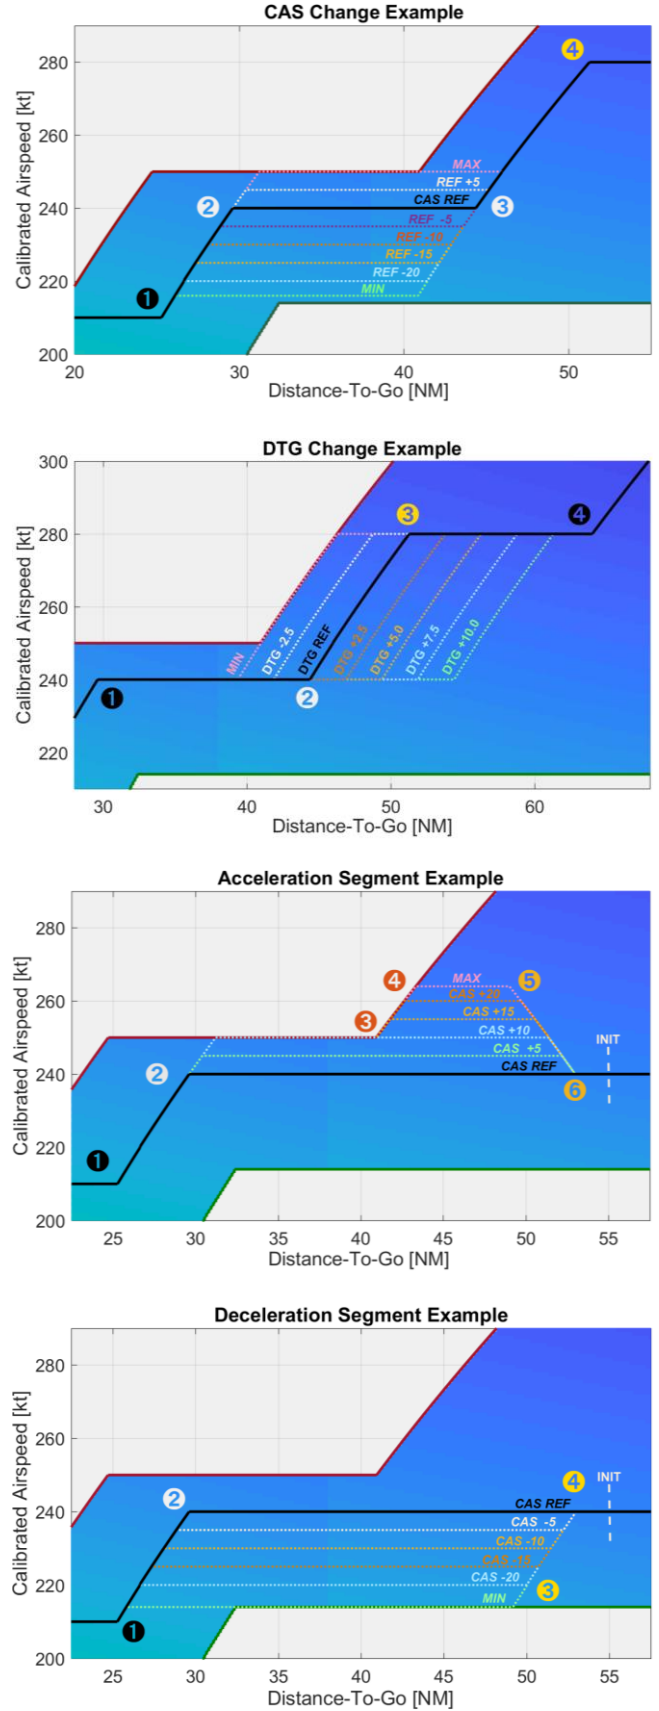 CAS Change Example
Calibrated Airspeed [kt]
280
260
240
220
200
20
30
40
50
Distance-To-Go [NM]
1
2
3
4
MAX
REF +5
CAS REF
REF -5
REF -10
REF -15
REF -20
MIN
DTG Change Example
Calibrated Airspeed [kt]
300
280
260
240
220
30
40
50
60
Distance-To-Go [NM]
1
2
3
4
MIN
DTG -2.5
DTG REF
DTG +2.5
DTG +5.0
DTG +7.5
DTG +10.0
Acceleration Segment Example
Calibrated Airspeed [kt]
280
260
240
220
200
25
30
35
40
45
50
55
Distance-To-Go [NM]
1
2
3
4
5
6
MAX
CAS +20
CAS +15
CAS +10
CAS +5
CAS REF
INIT
Deceleration Segment Example
Calibrated Airspeed [kt]
280
260
240
220
200
25
30
35
40
45
50
55
Distance-To-Go [NM]
1
2
3
4
CAS REF
CAS -5
CAS -10
CAS -15
CAS -20
MIN
INIT